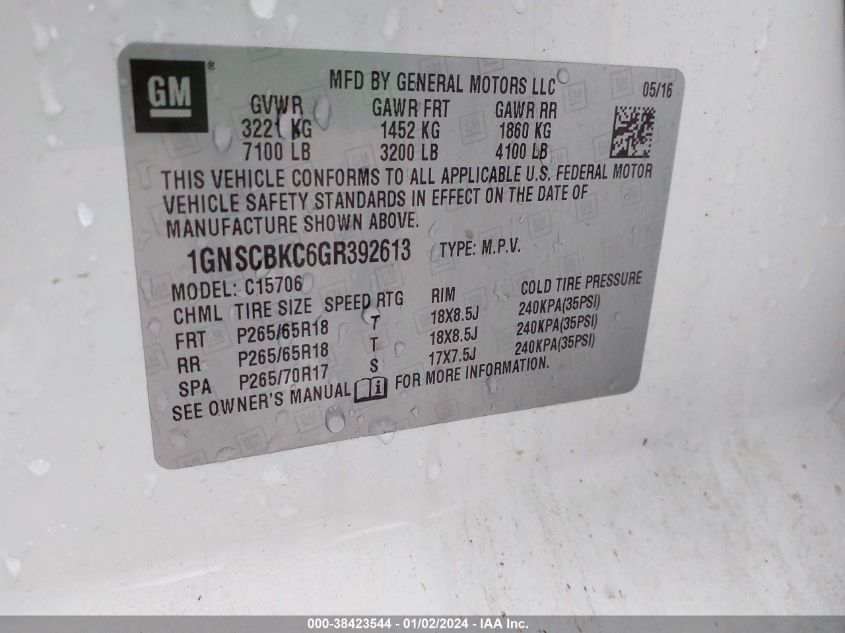 GM ®
MFD BY GENERAL MOTORS LLC 05/16
GVWR GAWR FRT GAWR RR
3221 KG 1452 KG 1860 KG
7100 LB 3200 LB 4100 LB
THIS VEHICLE CONFORMS TO ALL APPLICABLE U.S. FEDERAL MOTOR
VEHICLE SAFETY STANDARDS IN EFFECT ON THE DATE OF
MANUFACTURE SHOWN ABOVE.
1GNSCBKC6GR392613 TYPE: M.P.V.
MODEL: C15706
CHML TIRE SIZE SPEED RTG RIM COLD TIRE PRESSURE
FRT P265/65R18 T 18X8.5J 240KPA(35PSI)
RR P265/65R18 T 18X8.5J 240KPA(35PSI)
SPA P265/70R17 S 17X7.5J 240KPA(35PSI)
SEE OWNER'S MANUAL FOR MORE INFORMATION.
000-38423544 - 01/02/2024 - IAA Inc.